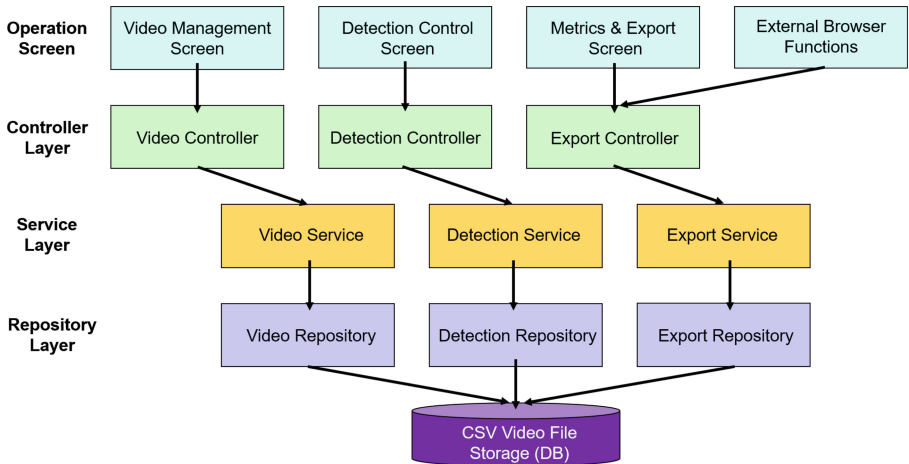 Operation
Screen
Video Management
Screen
Detection Control
Screen
Metrics & Export
Screen
External Browser
Functions
Controller
Layer
Video Controller
Detection Controller
Export Controller
Service
Layer
Video Service
Detection Service
Export Service
Repository
Layer
Video Repository
Detection Repository
Export Repository
CSV Video File
Storage (DB)